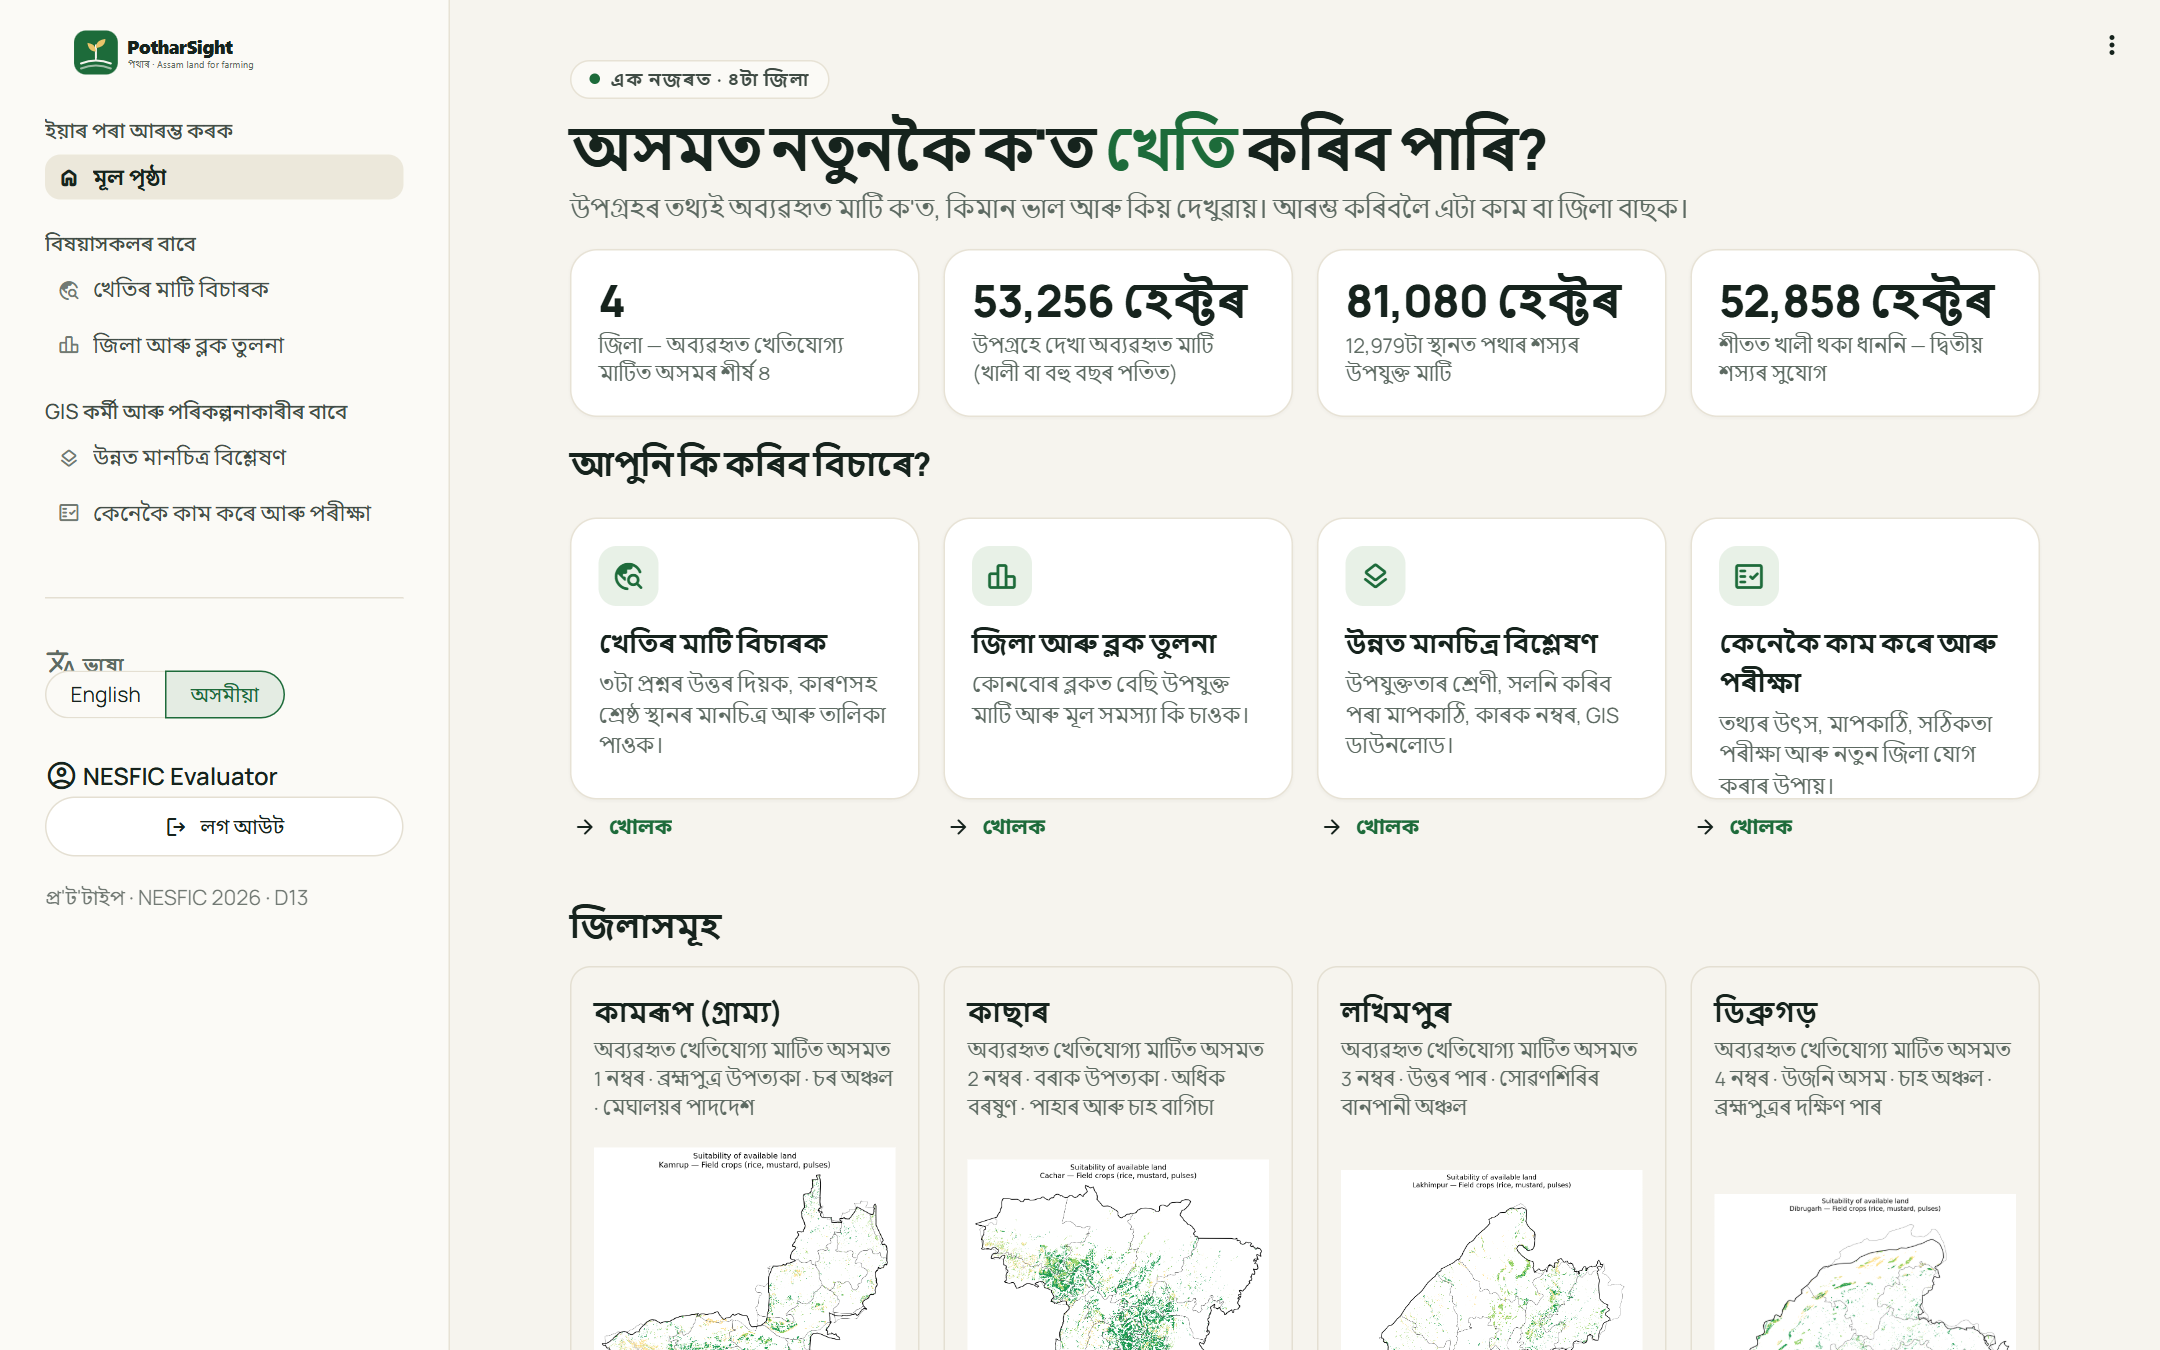 PotharSight
পথাৰ · Assam land for farming
ইয়াৰ পৰা আৰম্ভ কৰক
মূল পৃষ্ঠা
বিষয়াসকলৰ বাবে
খেতিৰ মাটি বিচাৰক
জিলা আৰু ব্লক তুলনা
GIS কৰ্মী আৰু পৰিকল্পনাকাৰীৰ বাবে
উন্নত মানচিত্ৰ বিশ্লেষণ
কেনেকৈ কাম কৰে আৰু পৰীক্ষা
ভাষা
English
অসমীয়া
NESFIC Evaluator
লগ আউট
প্ৰ'ট'টাইপ · NESFIC 2026 · D13
এক নজৰত · ৪টা জিলা
অসমত নতুনকৈ ক'ত খেতি কৰিব পাৰি?
উপগ্ৰহৰ তথ্যই অব্যৱহৃত মাটি ক'ত, কিমান ভাল আৰু কিয় দেখুৱায়। আৰম্ভ কৰিবলৈ এটা কাম বা জিলা বাছক।
4
জিলা — অব্যৱহৃত খেতিযোগ্য
মাটিত অসমৰ শীৰ্ষ ৪
53,256 হেক্টৰ
উপগ্ৰহে দেখা অব্যৱহৃত মাটি
(খালী বা বহু বছৰ পতিত)
81,080 হেক্টৰ
12,979টা স্থানত পথাৰ শস্যৰ
উপযুক্ত মাটি
52,858 হেক্টৰ
শীতত খালী থকা ধাননি — দ্বিতীয়
শস্যৰ সুযোগ
আপুনি কি কৰিব বিচাৰে?
খেতিৰ মাটি বিচাৰক
৩টা প্ৰশ্নৰ উত্তৰ দিয়ক, কাৰণসহ
শ্ৰেষ্ঠ স্থানৰ মানচিত্ৰ আৰু তালিকা
পাওক।
খোলক
জিলা আৰু ব্লক তুলনা
কোনবোৰ ব্লকত বেছি উপযুক্ত
মাটি আৰু মূল সমস্যা কি চাওক।
খোলক
উন্নত মানচিত্ৰ বিশ্লেষণ
উপযুক্ততাৰ শ্ৰেণী, সলনি কৰিব
পৰা মাপকাঠি, কাৰক নম্বৰ, GIS
ডাউনলোড।
খোলক
কেনেকৈ কাম কৰে আৰু
পৰীক্ষা
তথ্যৰ উৎস, মাপকাঠি, সঠিকতা
পৰীক্ষা আৰু নতুন জিলা যোগ
কৰাৰ উপায়।
খোলক
জিলাসমূহ
কামৰূপ (গ্ৰাম্য)
অব্যৱহৃত খেতিযোগ্য মাটিত অসমত
1 নম্বৰ · ব্ৰহ্মপুত্ৰ উপত্যকা · চৰ অঞ্চল
· মেঘালয়ৰ পাদদেশ
Suitability of available land
Kamrup — Field crops (rice, mustard, pulses)
কাছাৰ
অব্যৱহৃত খেতিযোগ্য মাটিত অসমত
2 নম্বৰ · বৰাক উপত্যকা · অধিক
বৰষুণ · পাহাৰ আৰু চাহ বাগিচা
Suitability of available land
Cachar — Field crops (rice, mustard, pulses)
লখিমপুৰ
অব্যৱহৃত খেতিযোগ্য মাটিত অসমত
3 নম্বৰ · উত্তৰ পাৰ · সোৱণশিৰিৰ
বানপানী অঞ্চল
Suitability of available land
Lakhimpur — Field crops (rice, mustard, pulses)
ডিব্ৰুগড়
অব্যৱহৃত খেতিযোগ্য মাটিত অসমত
4 নম্বৰ · উজনি অসম · চাহ অঞ্চল ·
ব্ৰহ্মপুত্ৰৰ দক্ষিণ পাৰ
Suitability of available land
Dibrugarh — Field crops (rice, mustard, pulses)